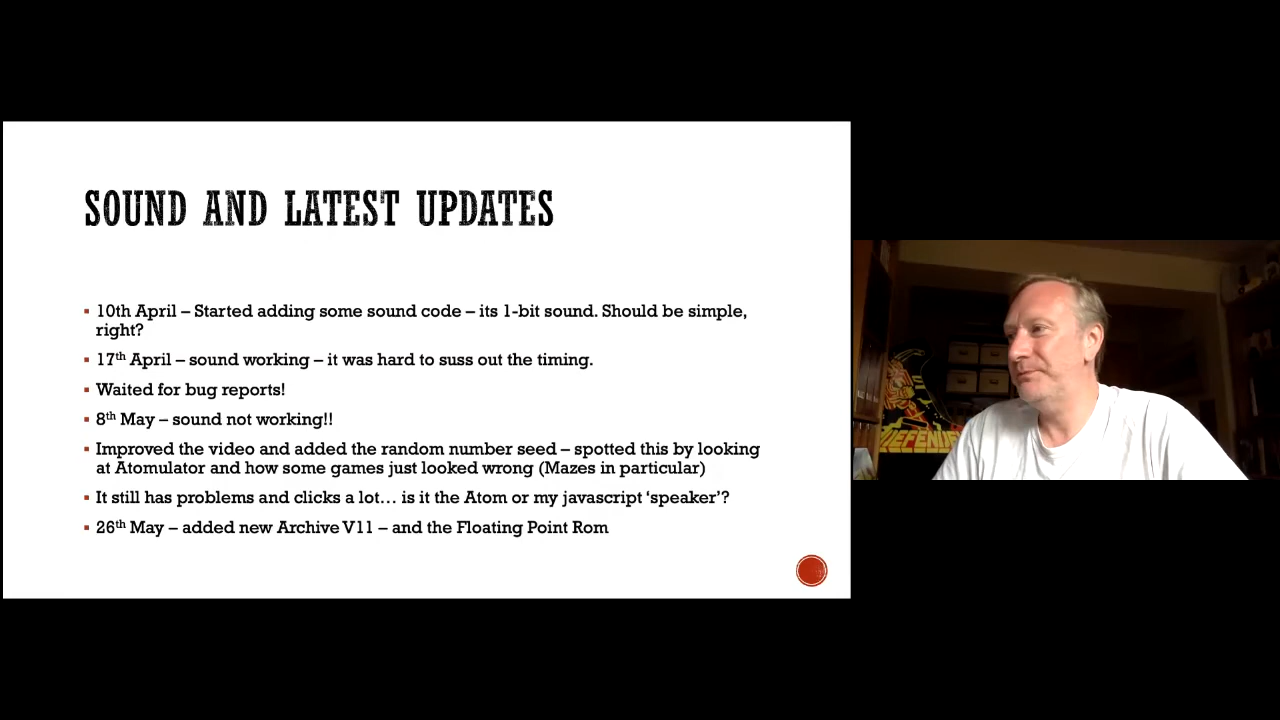 SOUND AND LATEST UPDATES
10th April – Started adding some sound code – its 1-bit sound. Should be simple,
right?
17th April – sound working – it was hard to suss out the timing.
Waited for bug reports!
8th May – sound not working!!
Improved the video and added the random number seed – spotted this by looking
at Atomulator and how some games just looked wrong (Mazes in particular)
It still has problems and clicks a lot… is it the Atom or my javascript ‘speaker’?
26th May – added new Archive V11 – and the Floating Point Rom